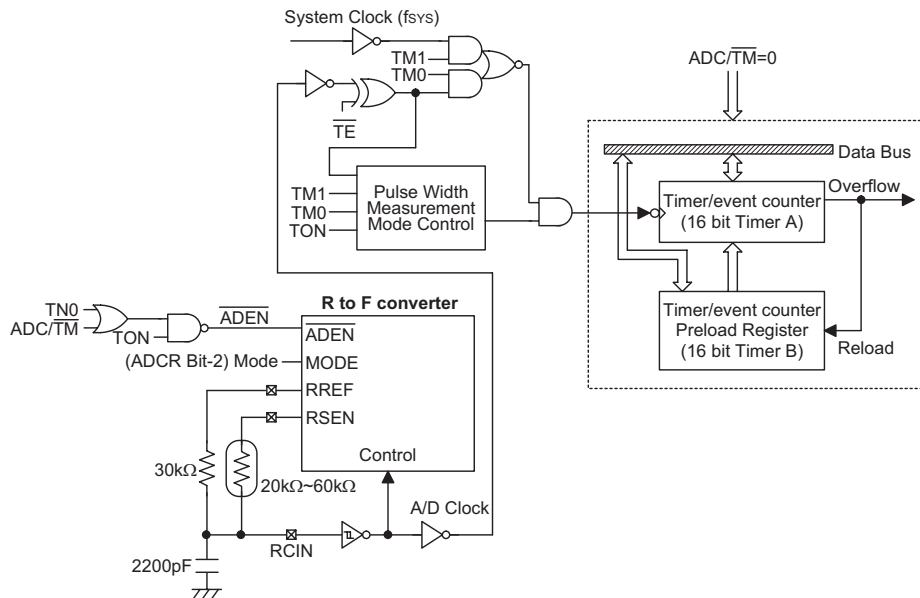 System Clock (fSYS)
TM1
TM0
TE
ADC/TM=0
Data Bus
Timer/event counter
(16 bit Timer A)
Overflow
TM1
TM0
TON
Pulse Width
Measurement
Mode Control
Timer/event counter
Preload Register
(16 bit Timer B)
Reload
R to F converter
TN0
ADC/TM
TON
ADEN
ADEN
(ADCR Bit-2) Mode
MODE
RREF
RSEN
Control
30kΩ
20kΩ~60kΩ
A/D Clock
RCIN
2200pF